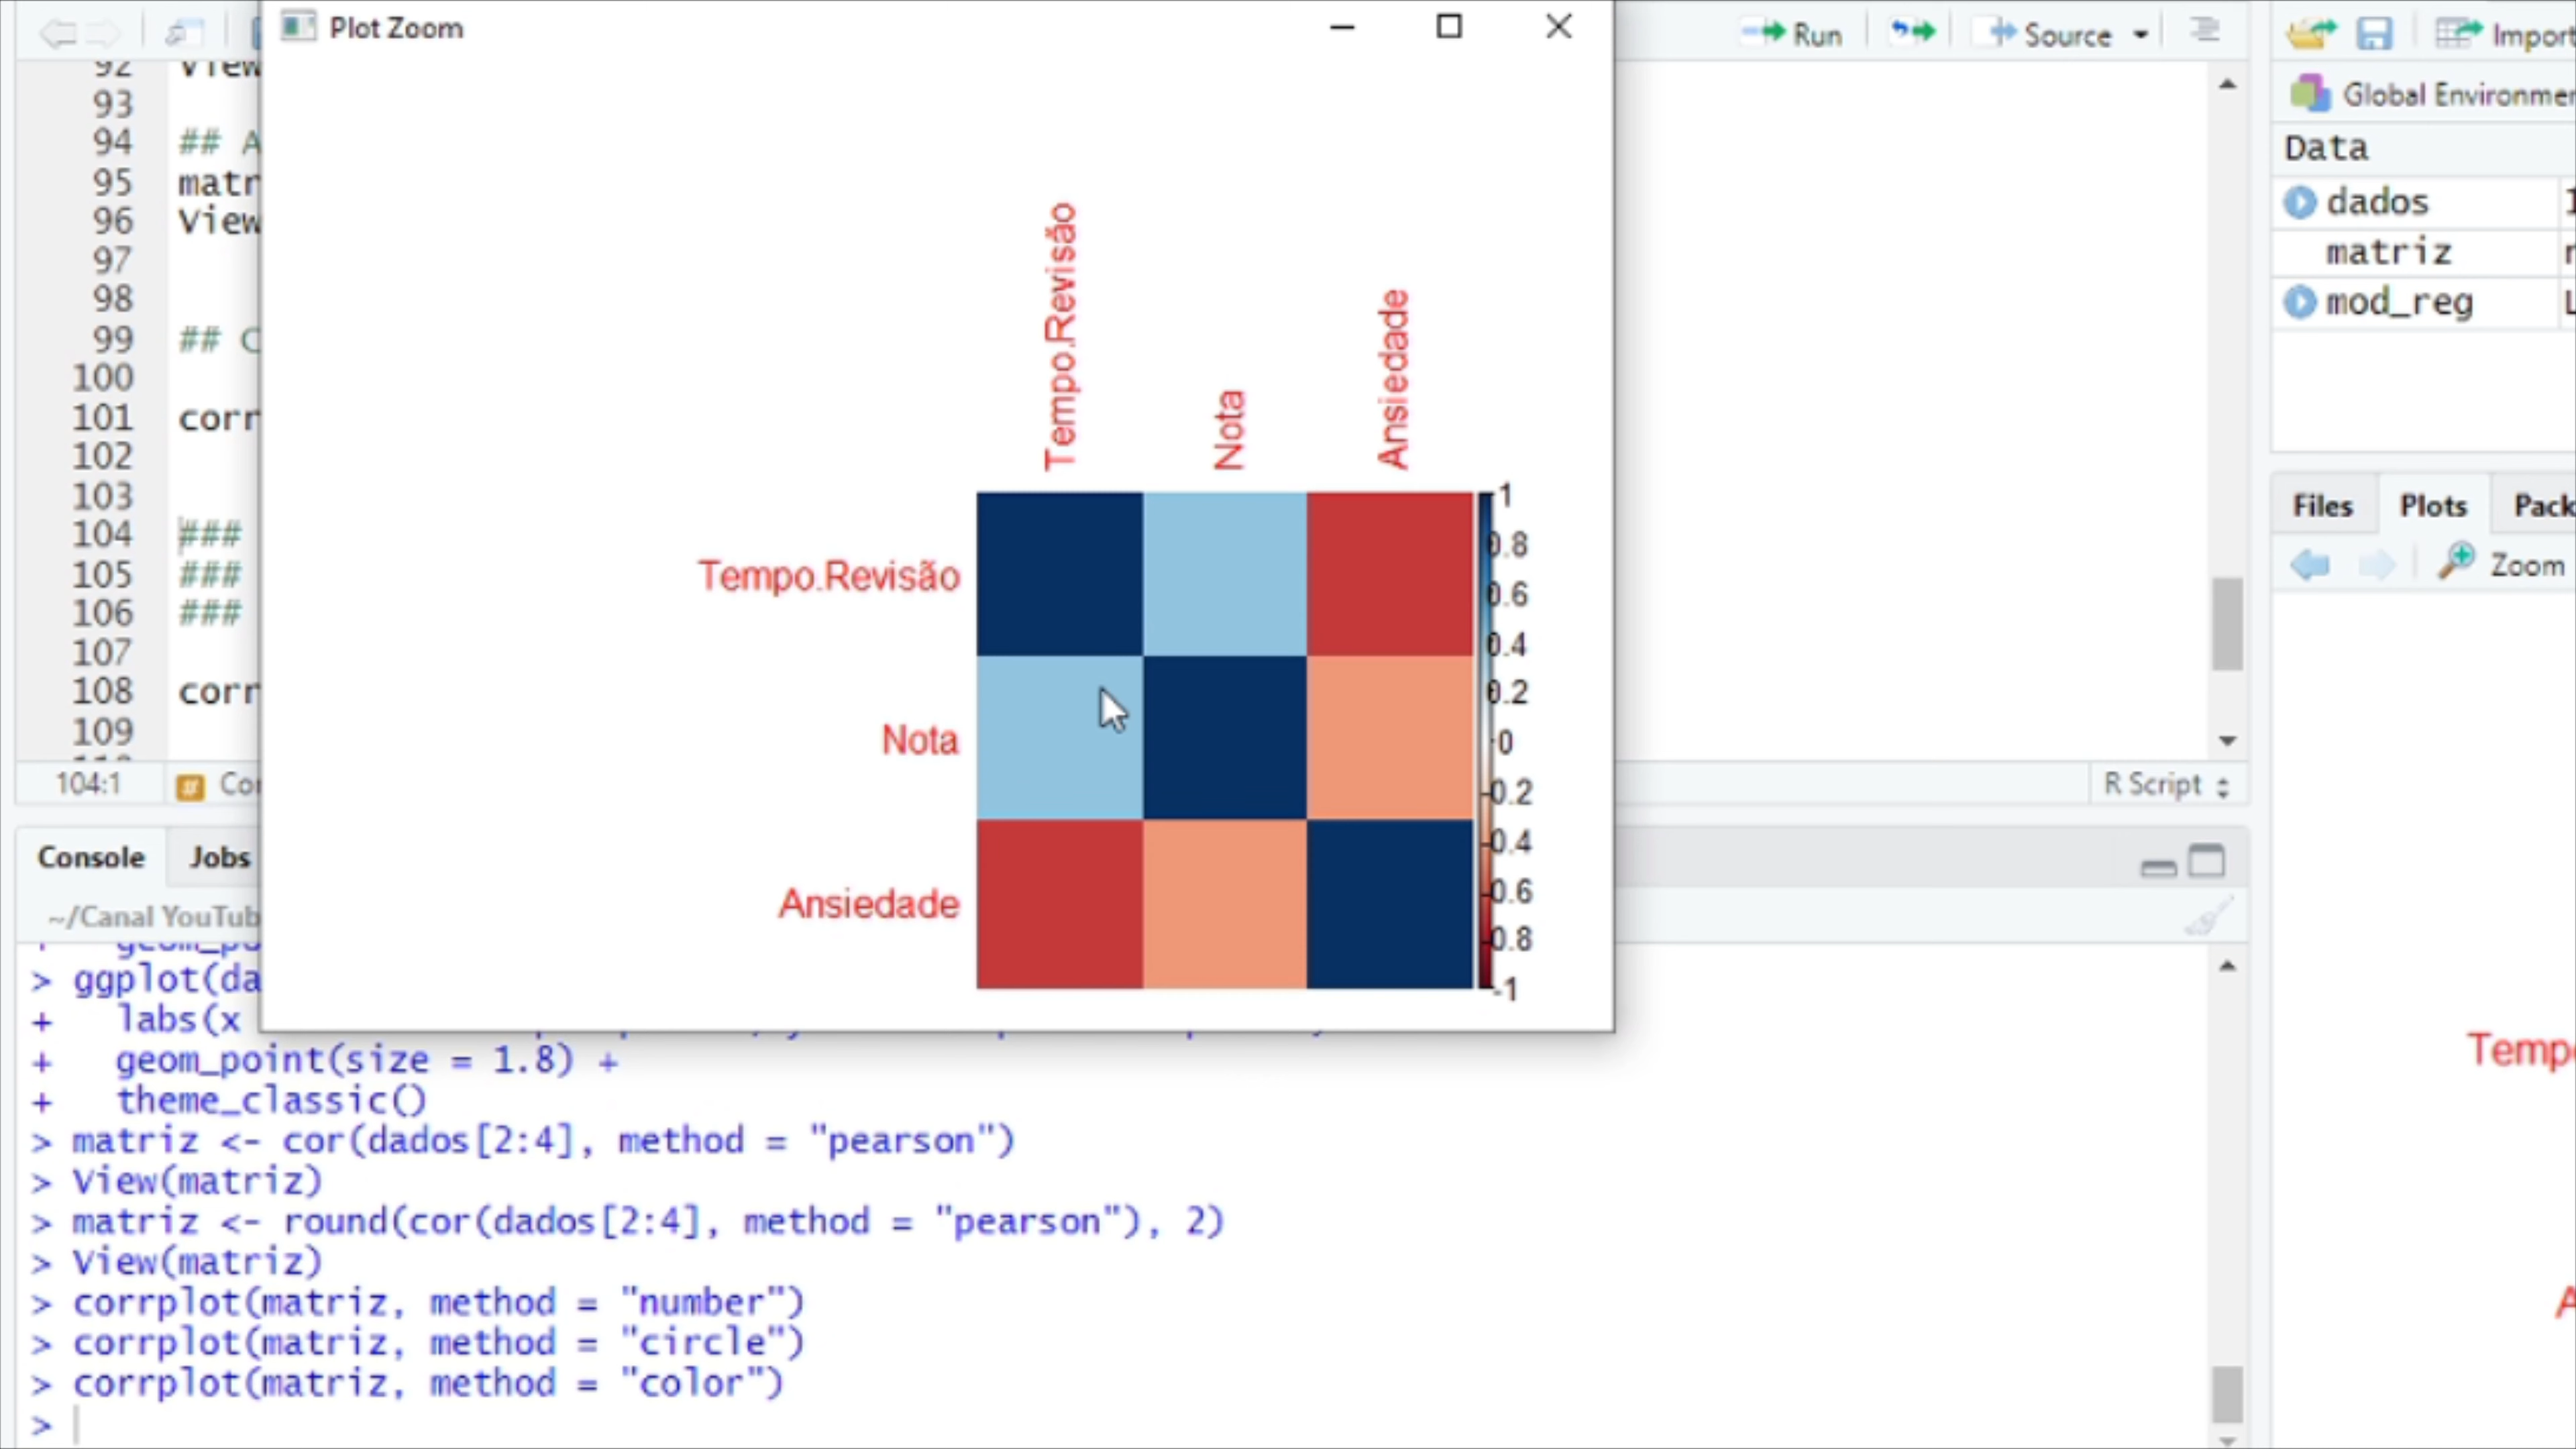 Plot Zoom
Run
Source
Import
92
View
93
94 ## A
95 matr
96 View
97
98
99 ## C
100
101 corr
102
103
104 ###
105 ###
106 ###
107
108 corr
109
104:1
Cor
R Script
Tempo.Revisão
Nota
Ansiedade
Tempo.Revisão
Nota
Ansiedade
1
0.8
0.6
0.4
0.2
0
-0.2
-0.4
-0.6
-0.8
-1
Global Environme
Data
dados
matriz
mod_reg
Files Plots Pack
Zoom
Tempo
A
Console Jobs
~/Canal YouTub
+ geom_po
> ggplot(da
+ labs(x
+ geom_point(size = 1.8) +
+ theme_classic()
> matriz <- cor(dados[2:4], method = "pearson")
> View(matriz)
> matriz <- round(cor(dados[2:4], method = "pearson"), 2)
> View(matriz)
> corrplot(matriz, method = "number")
> corrplot(matriz, method = "circle")
> corrplot(matriz, method = "color")
>